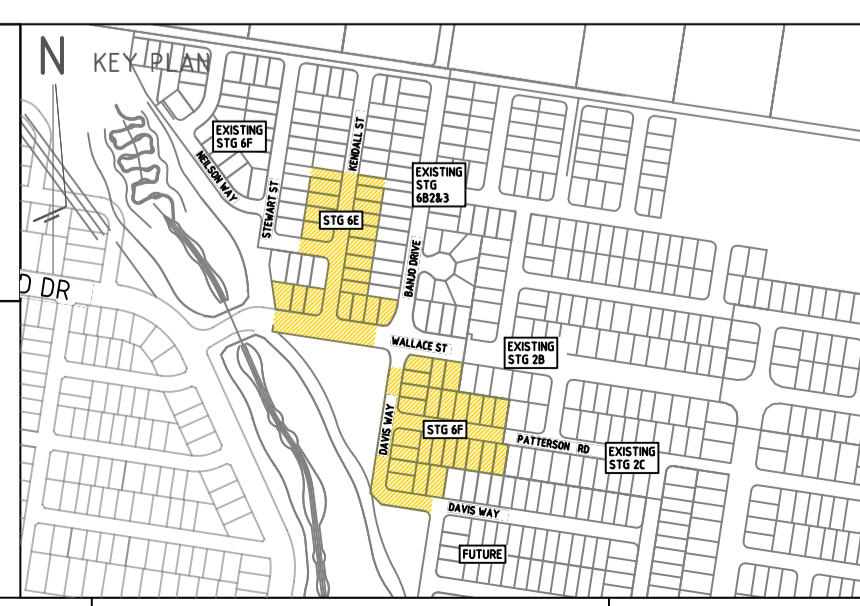 N
KEY PLAN
EXISTING
STG 6F
NEILSON WAY
STEWART ST
KENDALL ST
EXISTING
STG
6B2&3
STG 6E
BANJO DRIVE
D DR
WALLACE ST
EXISTING
STG 2B
DAVIS WAY
STG 6F
PATTERSON RD
EXISTING
STG 2C
DAVIS WAY
FUTURE